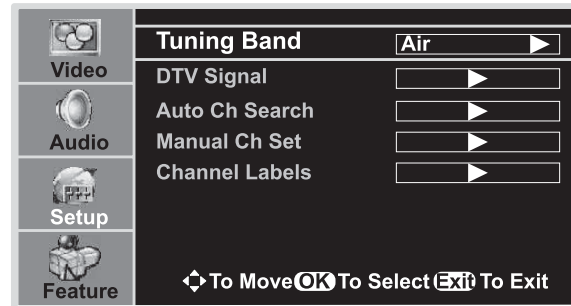 Video
Audio
Setup
Feature
Tuning Band Air
DTV Signal
Auto Ch Search
Manual Ch Set
Channel Labels
To Move OK To Select Exit To Exit